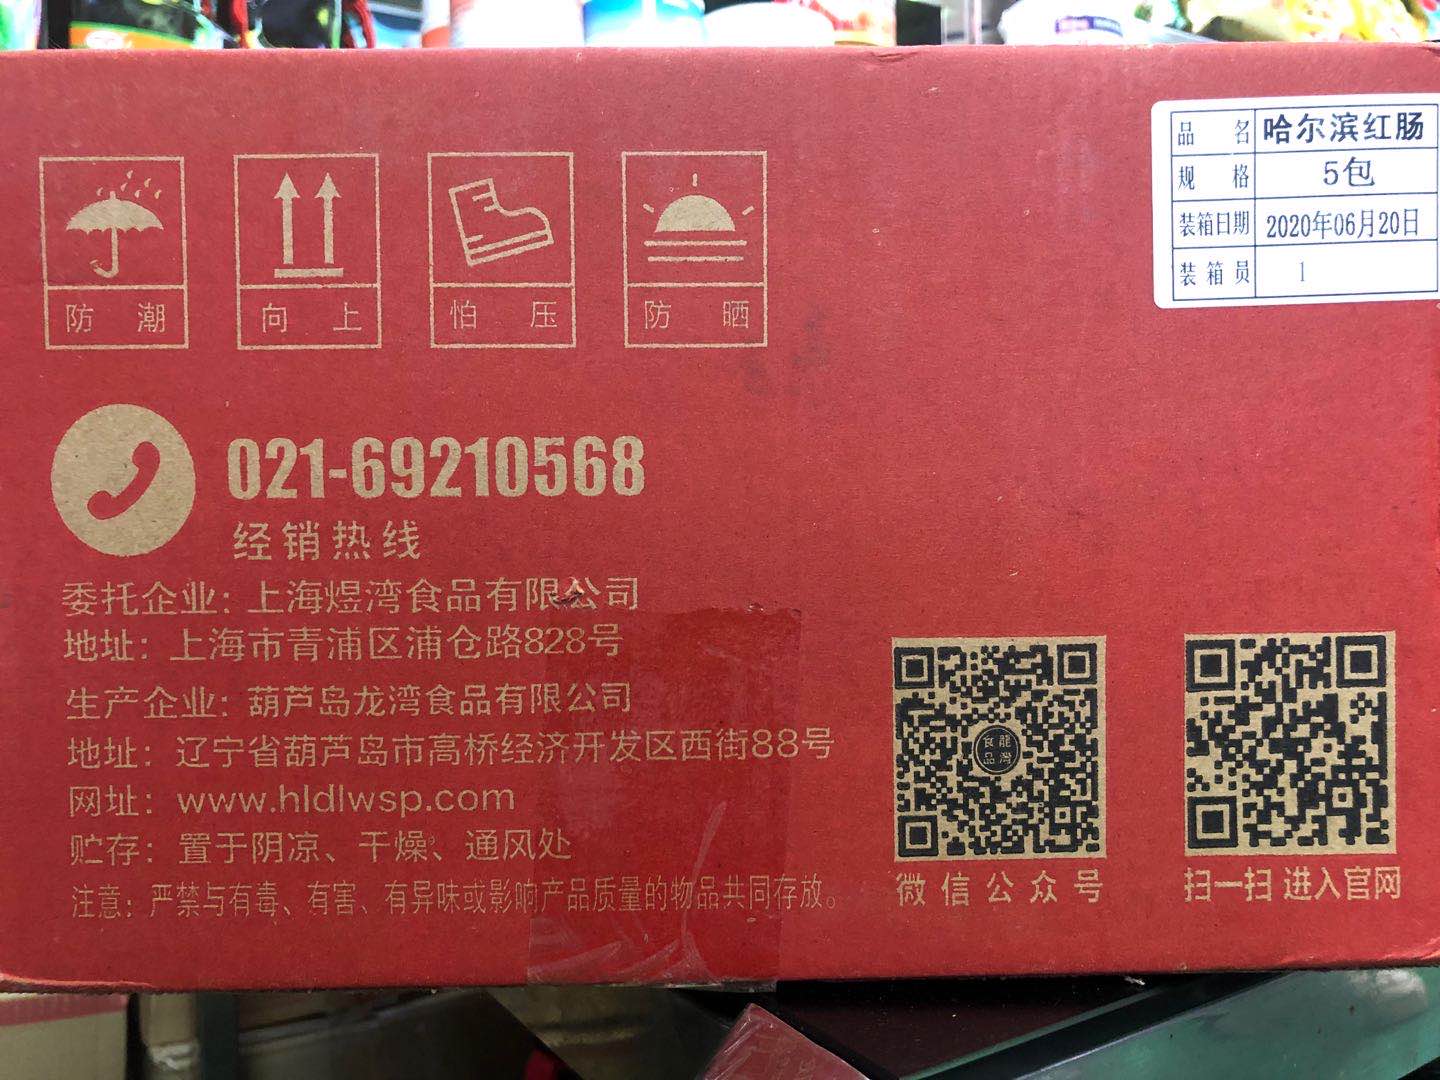 防潮
向上
怕压
防晒
品名 哈尔滨红肠
规格 5包
装箱日期 2020年06月20日
装箱员 1
021-69210568
经销热线
委托企业：上海煜湾食品有限公司
地址：上海市青浦区浦仓路828号
生产企业：葫芦岛龙湾食品有限公司
地址：辽宁省葫芦岛市高桥经济开发区西街88号
网址：www.hldlwsp.com
贮存：置于阴凉、干燥、通风处
注意：严禁与有毒、有害、有异味或影响产品质量的物品共同存放。
食龍
品灣
微信公众号
扫一扫 进入官网